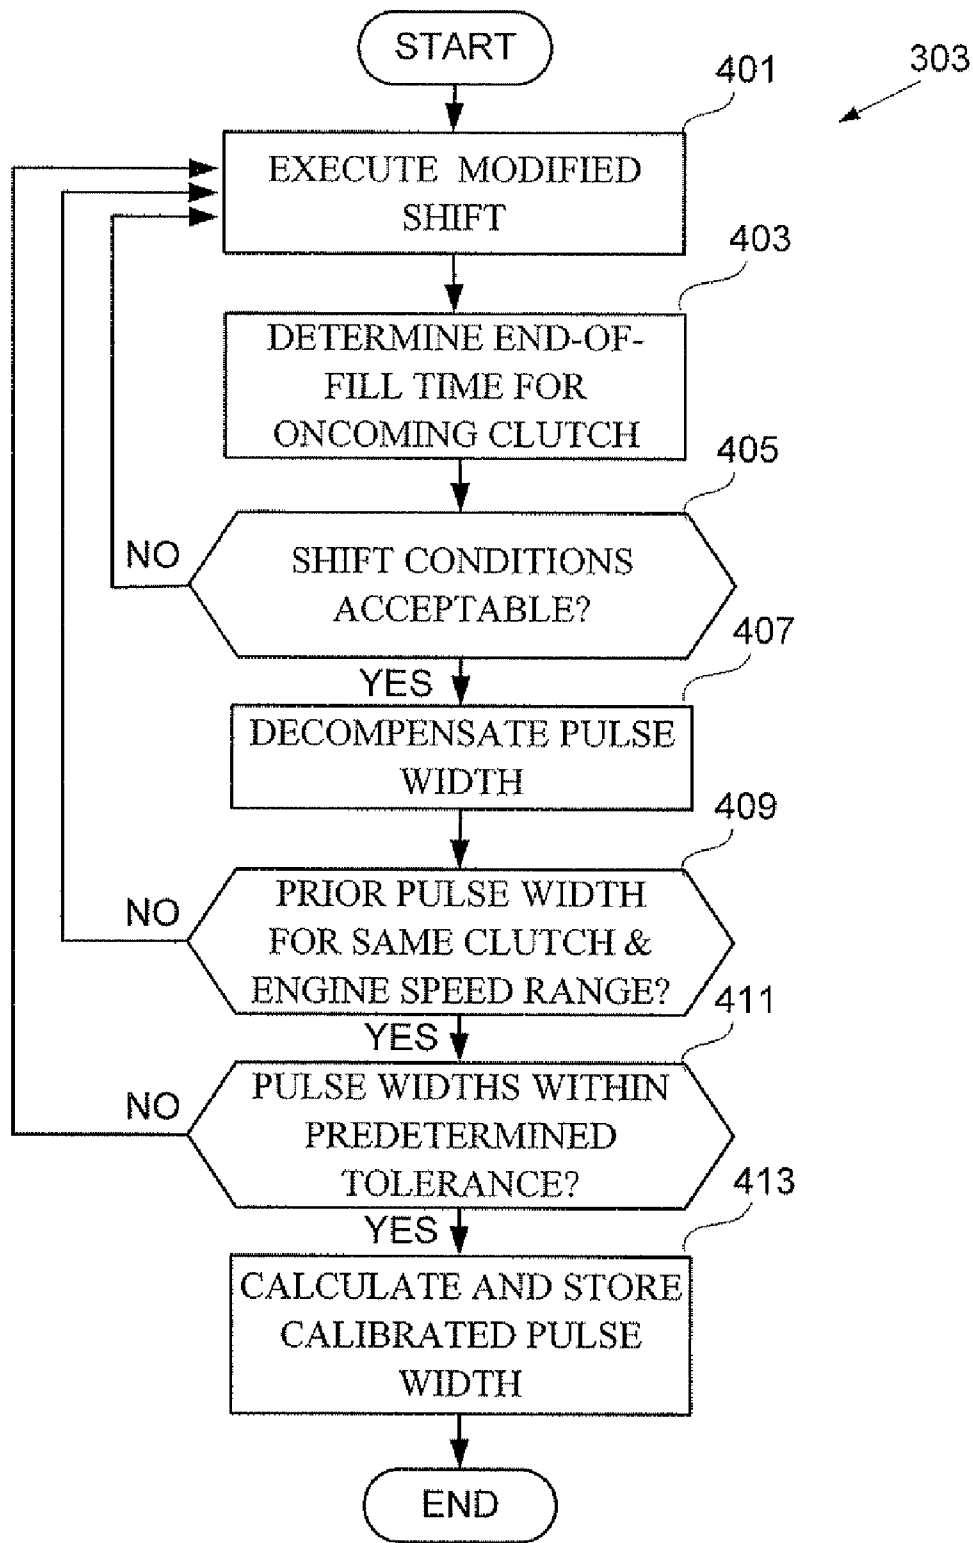 START
303
401
EXECUTE MODIFIED
SHIFT
403
DETERMINE END-OF-
FILL TIME FOR
ONCOMING CLUTCH
405
NO
SHIFT CONDITIONS
ACCEPTABLE?
407
YES
DECOMPENSATE PULSE
WIDTH
409
NO
PRIOR PULSE WIDTH
FOR SAME CLUTCH &
ENGINE SPEED RANGE?
411
YES
NO
PULSE WIDTHS WITHIN
PREDETERMINED
TOLERANCE?
413
YES
CALCULATE AND STORE
CALIBRATED PULSE
WIDTH
END